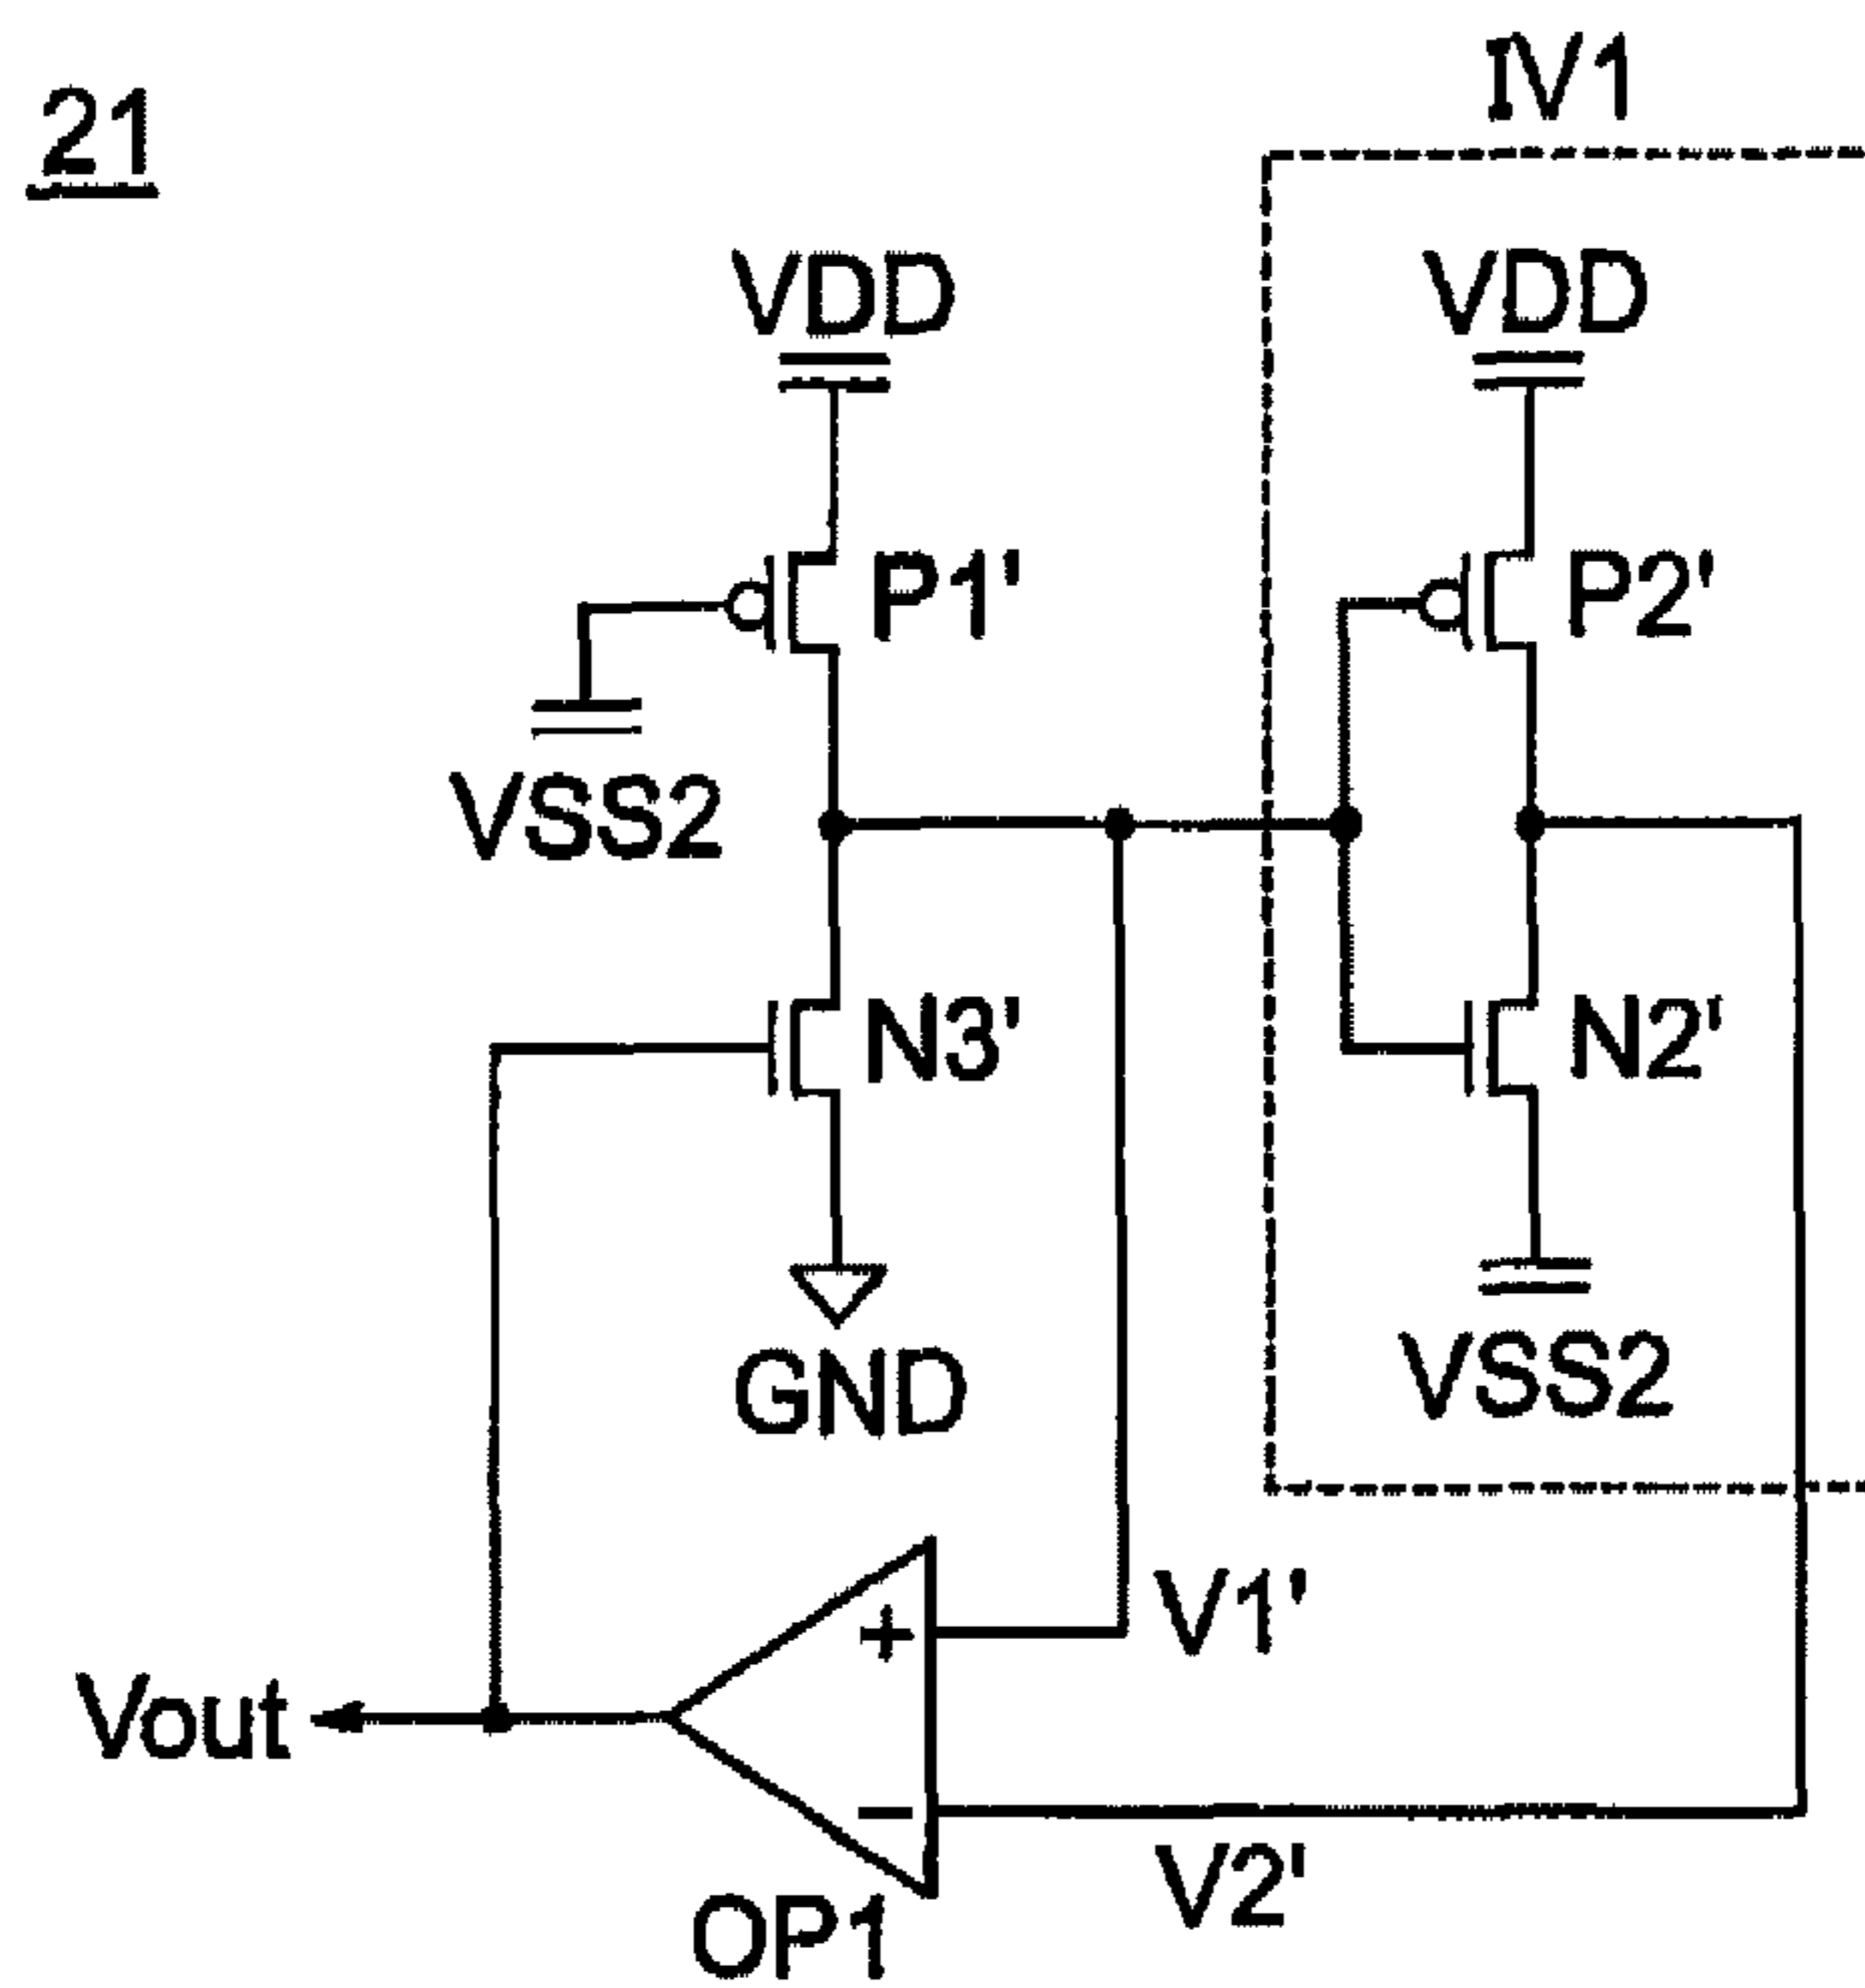 21
IV1
VDD
VDD
P1'
P2'
VSS2
N3'
N2'
GND
VSS2
+
V1'
Vout
−
V2'
OP1